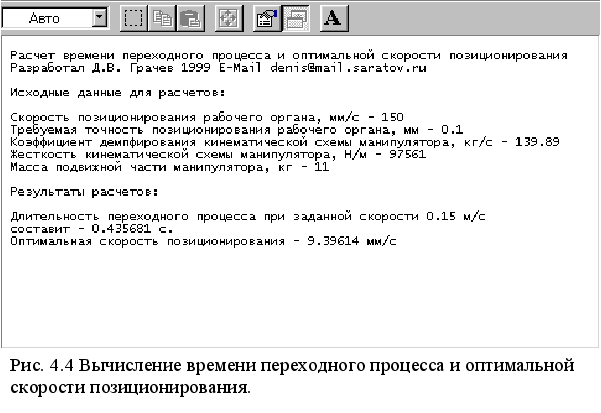 Авто
A
Расчет времени переходного процесса и оптимальной скорости позиционирования
Разработал Д.В. Грачев 1999 E-Mail denis@mail.saratov.ru
Исходные данные для расчетов:
Скорость позиционирования рабочего органа, мм/с - 150
Требуемая точность позиционирования рабочего органа, мм - 0.1
Коэффициент демпфирования кинематической схемы манипулятора, кг/с - 139.89
Жесткость кинематической схемы манипулятора, Н/м - 97561
Масса подвижной части манипулятора, кг - 11
Результаты расчетов:
Длительность переходного процесса при заданной скорости 0.15 м/с
составит - 0.435681 с.
Оптимальная скорость позиционирования - 9.39614 мм/с
Рис. 4.4 Вычисление времени переходного процесса и оптимальной
скорости позиционирования.